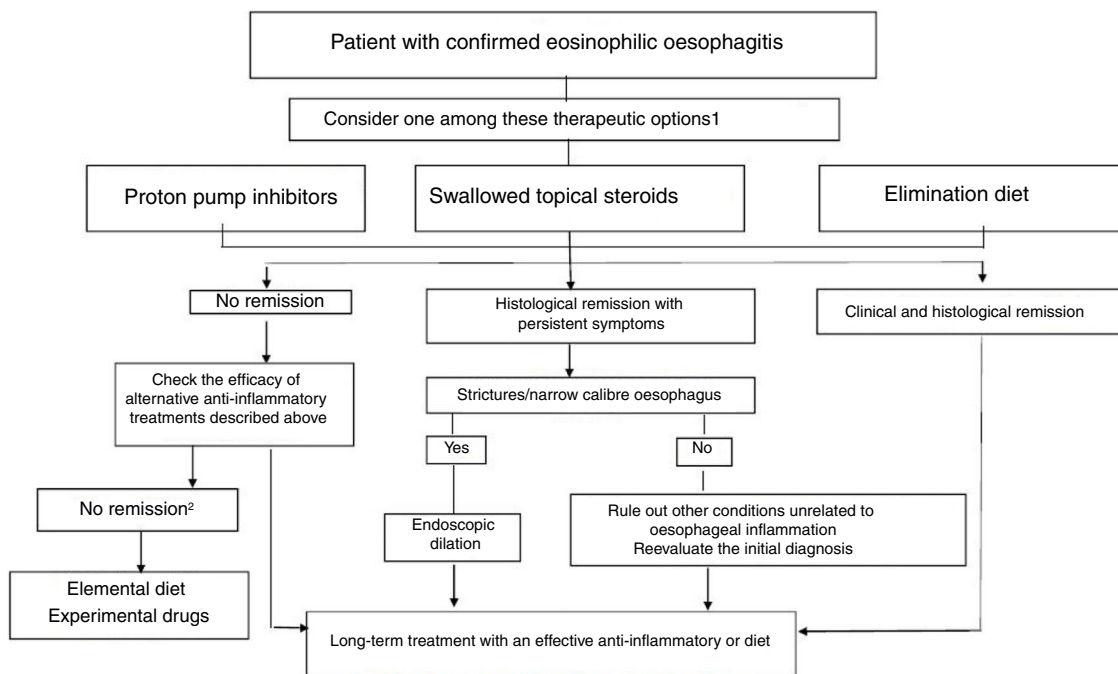 Patient with confirmed eosinophilic oesophagitis
Consider one among these therapeutic options1
Proton pump inhibitors
Swallowed topical steroids
Elimination diet
No remission
Histological remission with
persistent symptoms
Clinical and histological remission
Check the efficacy of
alternative anti-inflammatory
treatments described above
Strictures/narrow calibre oesophagus
Yes
No
No remission²
Endoscopic
dilation
Rule out other conditions unrelated to
oesophageal inflammation
Reevaluate the initial diagnosis
Elemental diet
Experimental drugs
Long-term treatment with an effective anti-inflammatory or diet